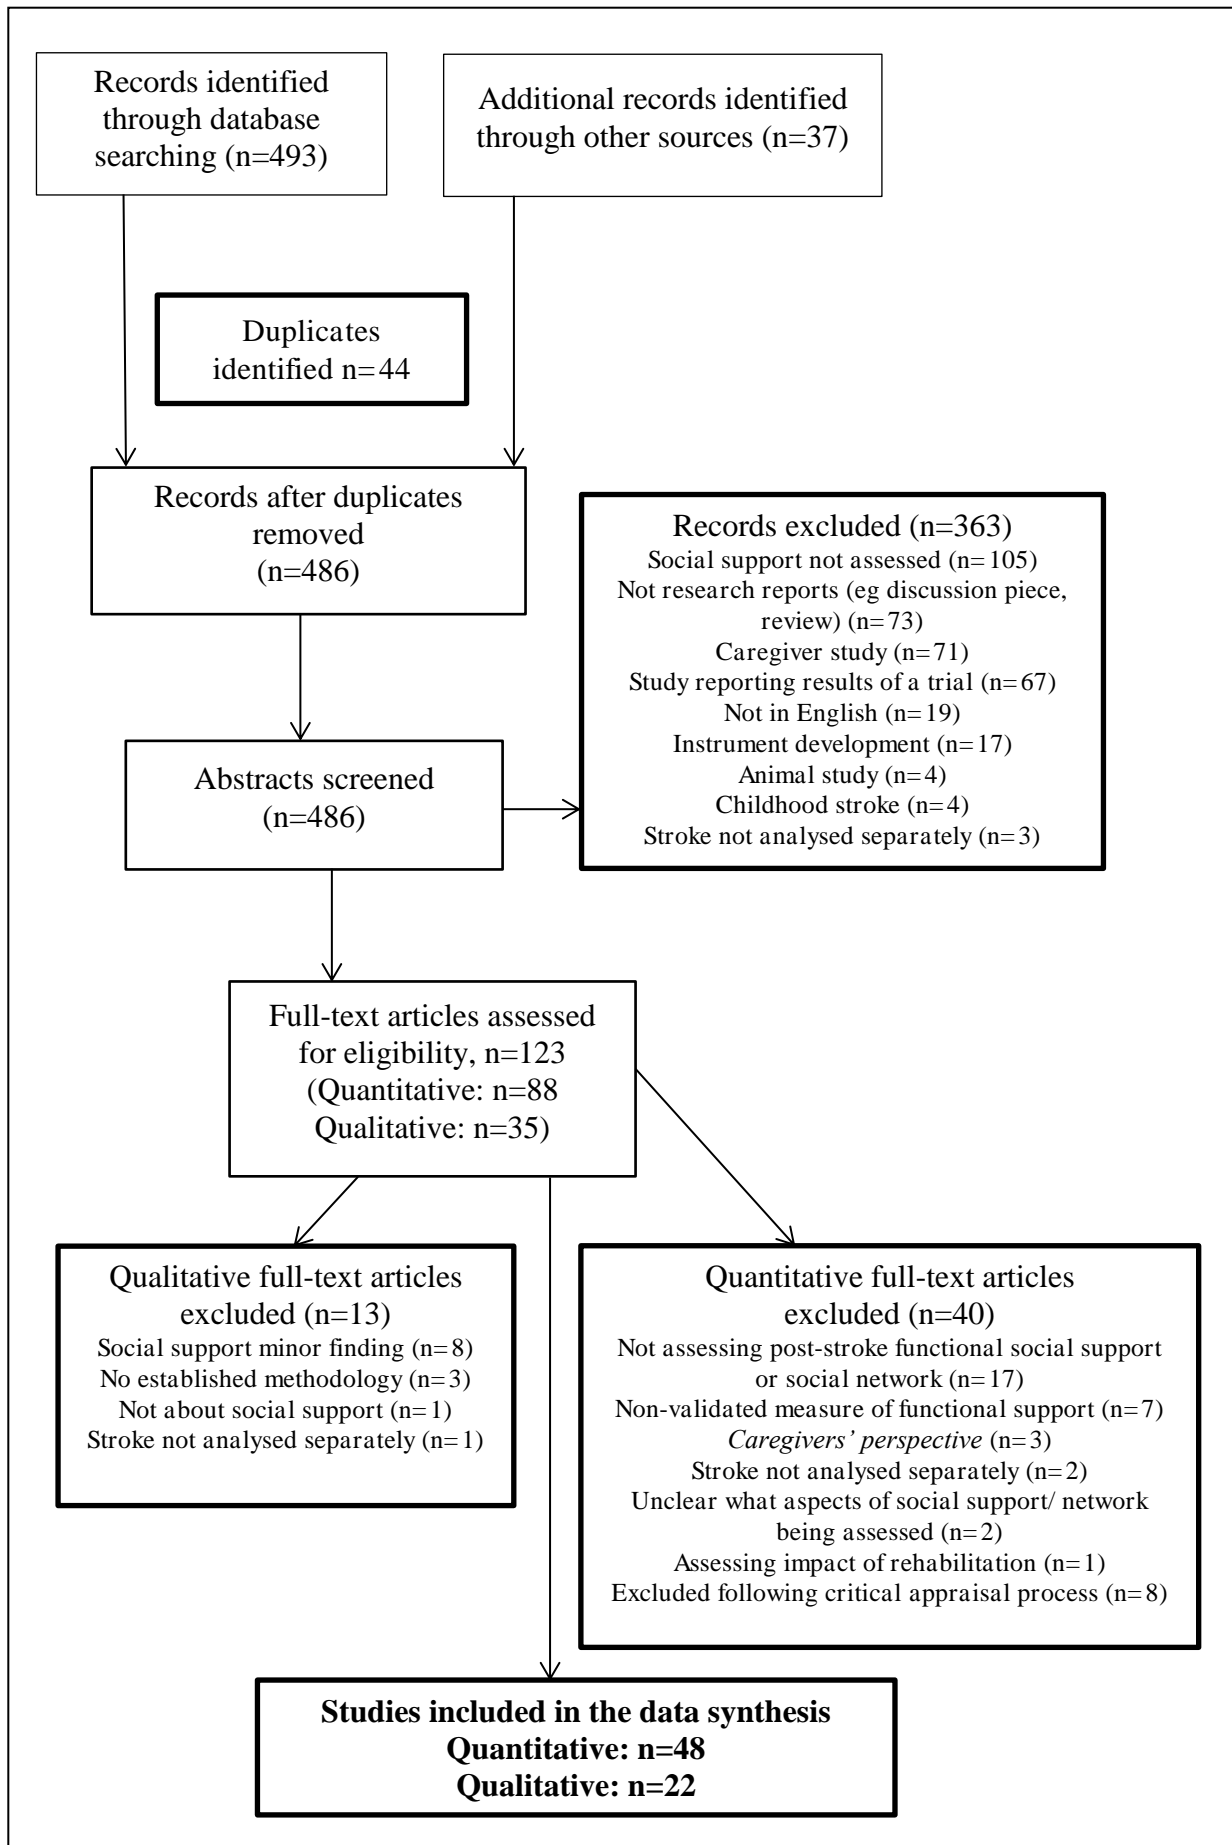 Records identified
through database
searching (n=493)
Additional records identified
through other sources (n=37)
Duplicates
identified n=44
Records after duplicates
removed
(n=486)
Records excluded (n=363)
Social support not assessed (n=105)
Not research reports (eg discussion piece,
review) (n=73)
Caregiver study (n=71)
Study reporting results of a trial (n=67)
Not in English (n=19)
Instrument development (n=17)
Animal study (n=4)
Childhood stroke (n=4)
Stroke not analysed separately (n=3)
Abstracts screened
(n=486)
Full-text articles assessed
for eligibility, n=123
(Quantitative: n=88
Qualitative: n=35)
Qualitative full-text articles
excluded (n=13)
Social support minor finding (n=8)
No established methodology (n=3)
Not about social support (n=1)
Stroke not analysed separately (n=1)
Quantitative full-text articles
excluded (n=40)
Not assessing post-stroke functional social support
or social network (n=17)
Non-validated measure of functional support (n=7)
Caregivers’ perspective (n=3)
Stroke not analysed separately (n=2)
Unclear what aspects of social support/ network
being assessed (n=2)
Assessing impact of rehabilitation (n=1)
Excluded following critical appraisal process (n=8)
Studies included in the data synthesis
Quantitative: n=48
Qualitative: n=22